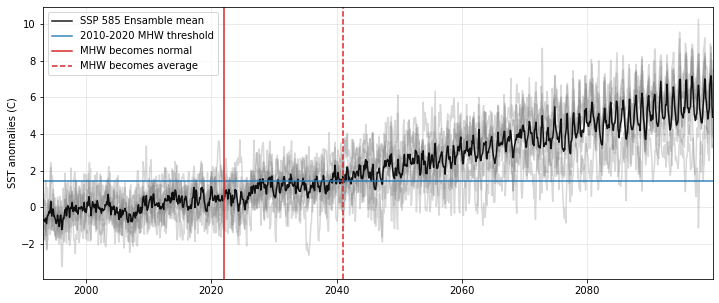 SSP 585 Ensamble mean
2010-2020 MHW threshold
MHW becomes normal
MHW becomes average
SST anomalies (C)
10
8
6
4
2
0
−2
2000
2020
2040
2060
2080